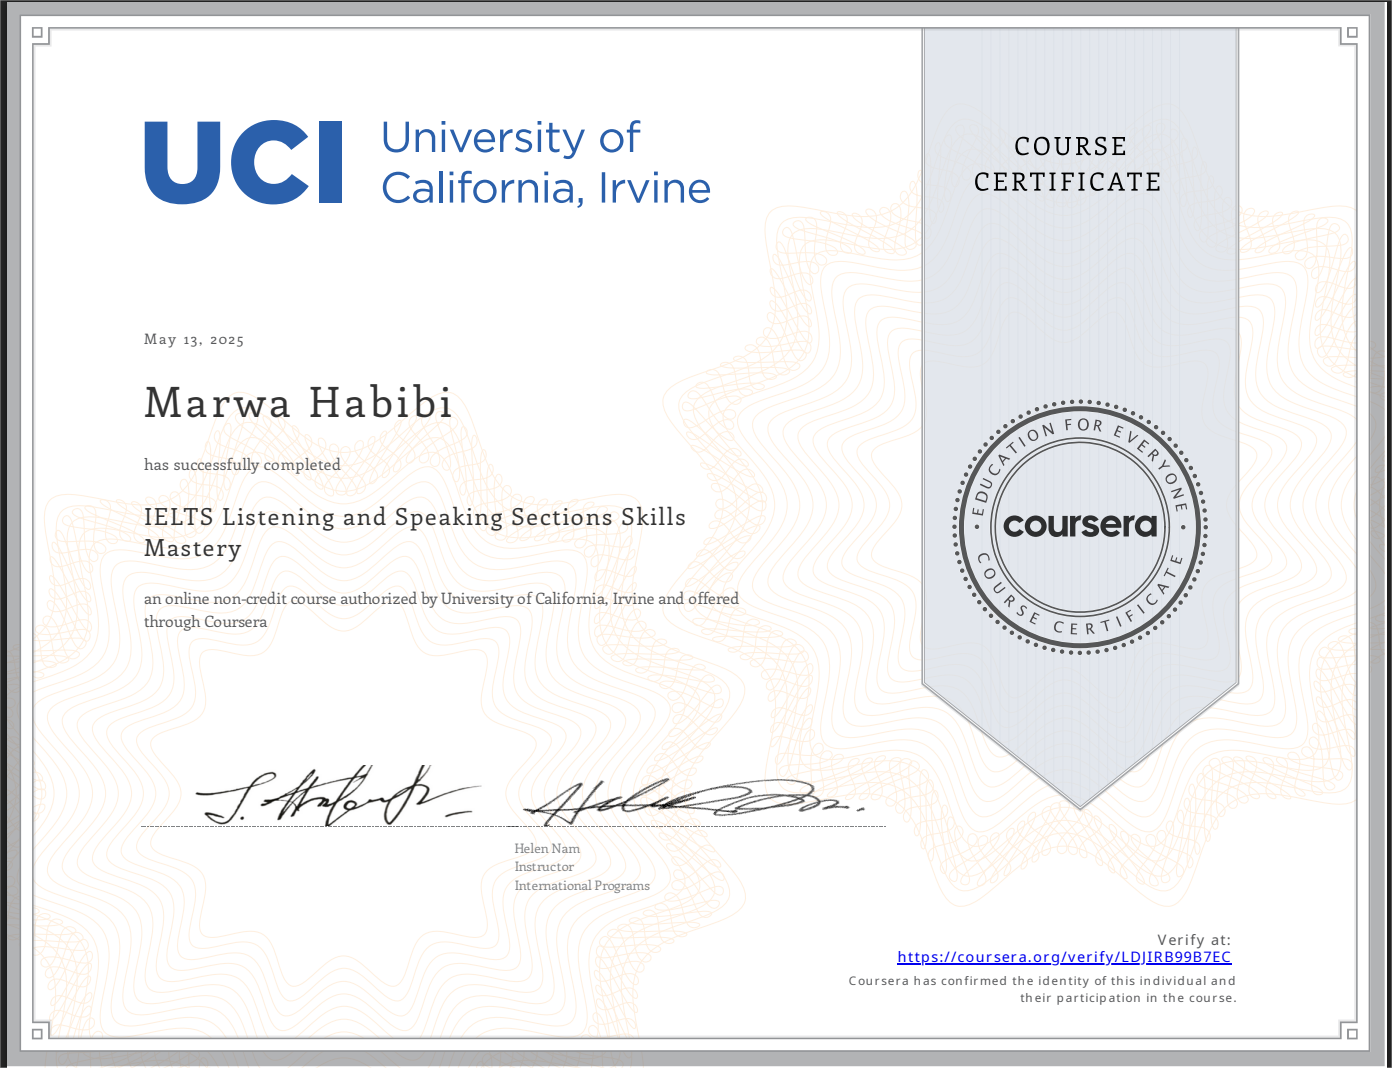 UCI University of
California, Irvine
COURSE
CERTIFICATE
May 13, 2025
Marwa Habibi
has successfully completed
IELTS Listening and Speaking Sections Skills
Mastery
an online non-credit course authorized by University of California, Irvine and offered
through Coursera
EDUCATION FOR EVERYONE
coursera
COURSE CERTIFICATE
Helen Nam
Instructor
International Programs
Verify at:
https://coursera.org/verify/LDJIRB99B7EC
Coursera has confirmed the identity of this individual and
their participation in the course.